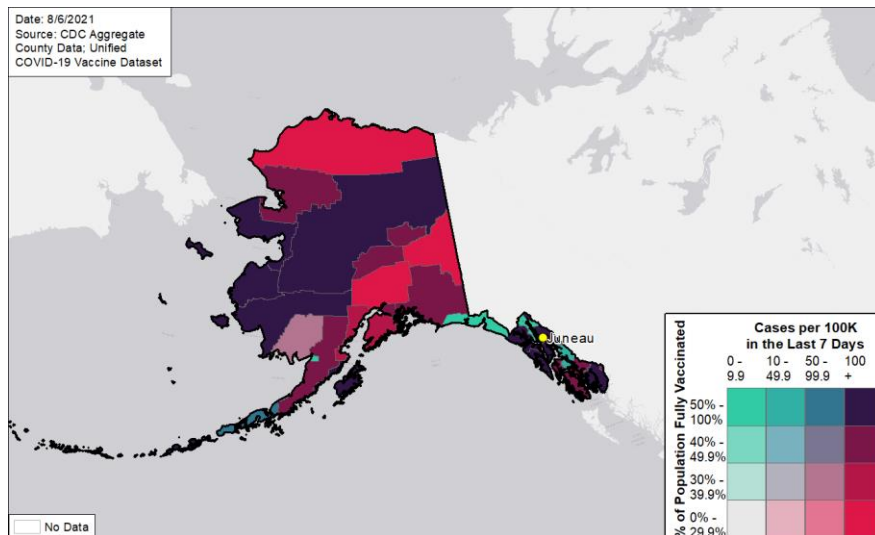 Date: 8/6/2021
Source: CDC Aggregate
County Data; Unified
COVID-19 Vaccine Dataset
Juneau
No Data
Cases per 100K
in the Last 7 Days
0 -
9.9
10 -
49.9
50 -
99.9
100
+
% of Population Fully Vaccinated
50% -
100%
40% -
49.9%
30% -
39.9%
0% -
29.9%